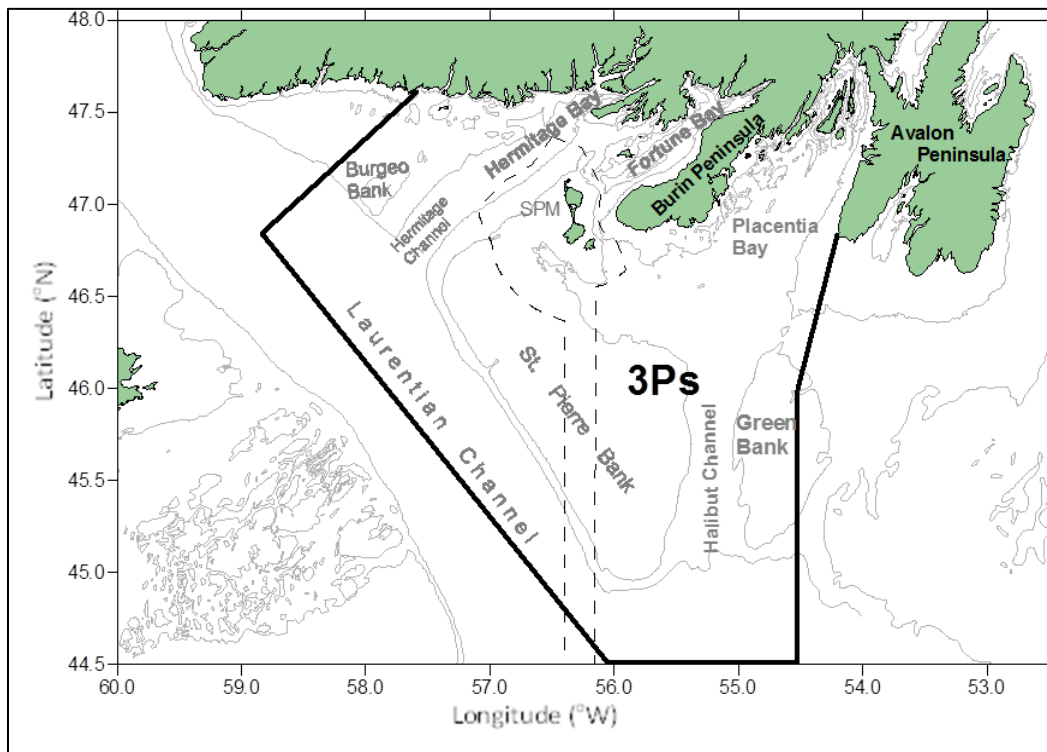 48.0
47.5
47.0
46.5
46.0
45.5
45.0
44.5
Latitude (°N)
Burgeo
Bank
Hermitage
Channel
Hermitage Bay
Fortune Bay
Burin Peninsula
Avalon
Peninsula
SPM
Placentia
Bay
Laurentian Channel
St. Pierre Bank
3Ps
Halibut Channel
Green
Bank
60.0 59.0 58.0 57.0 56.0 55.0 54.0 53.0
Longitude (°W)